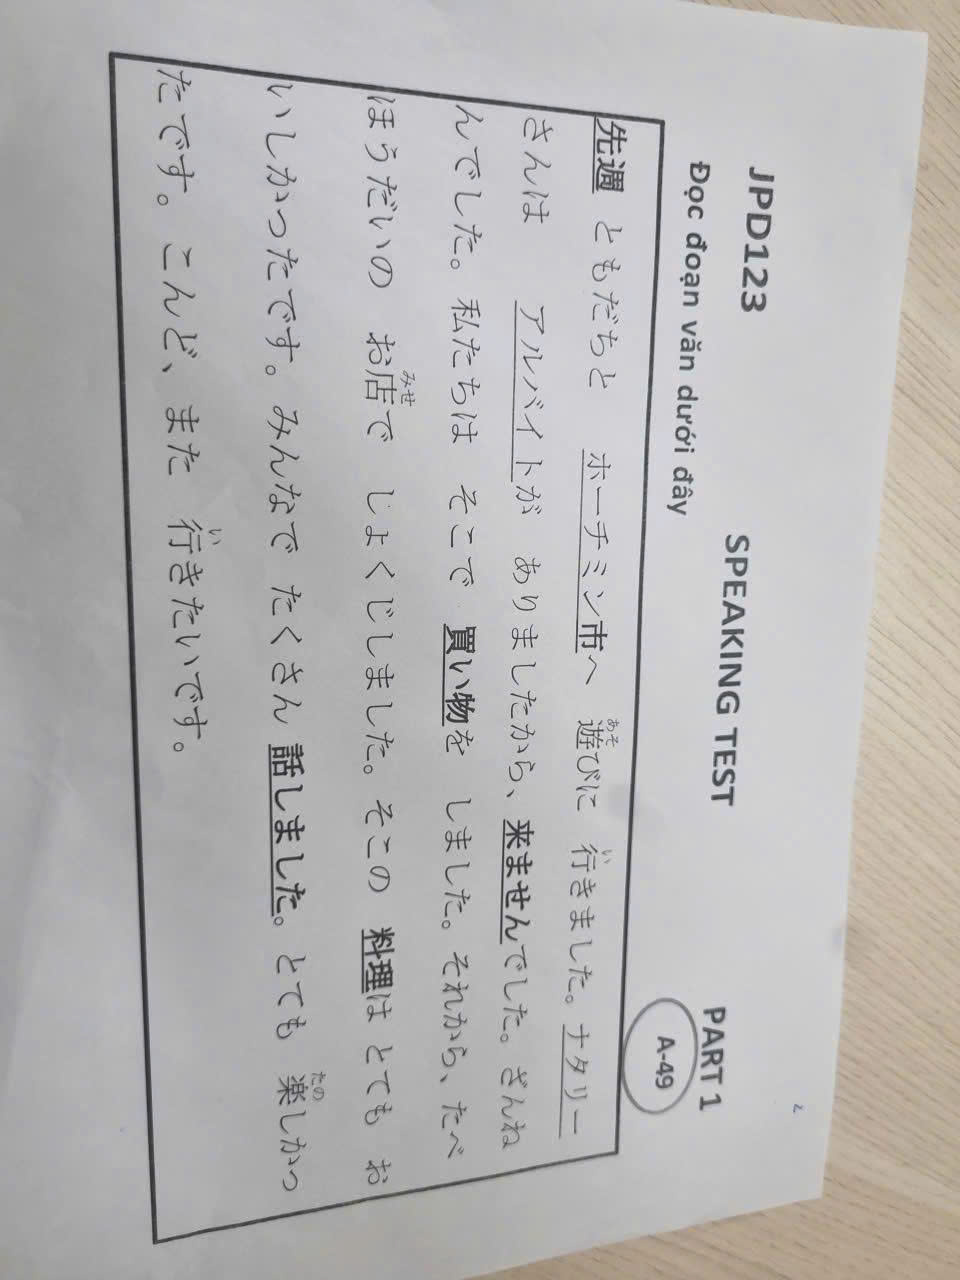 JPD123 SPEAKING TEST PART 1
Đọc đoạn văn dưới đây A-49
先週 ともだちと ホーチミン市へ 遊びに 行きました。ナタリー
さんは アルバイトが ありましたから、来ませんでした。ざんね
んでした。私たちは そこで 買い物を しました。それから、たべ
ほうだいの お店で しょくじしました。そこの 料理は とても お
いしかったです。みんなで たくさん 話しました。とても 楽しかっ
たです。こんど、また 行きたいです。